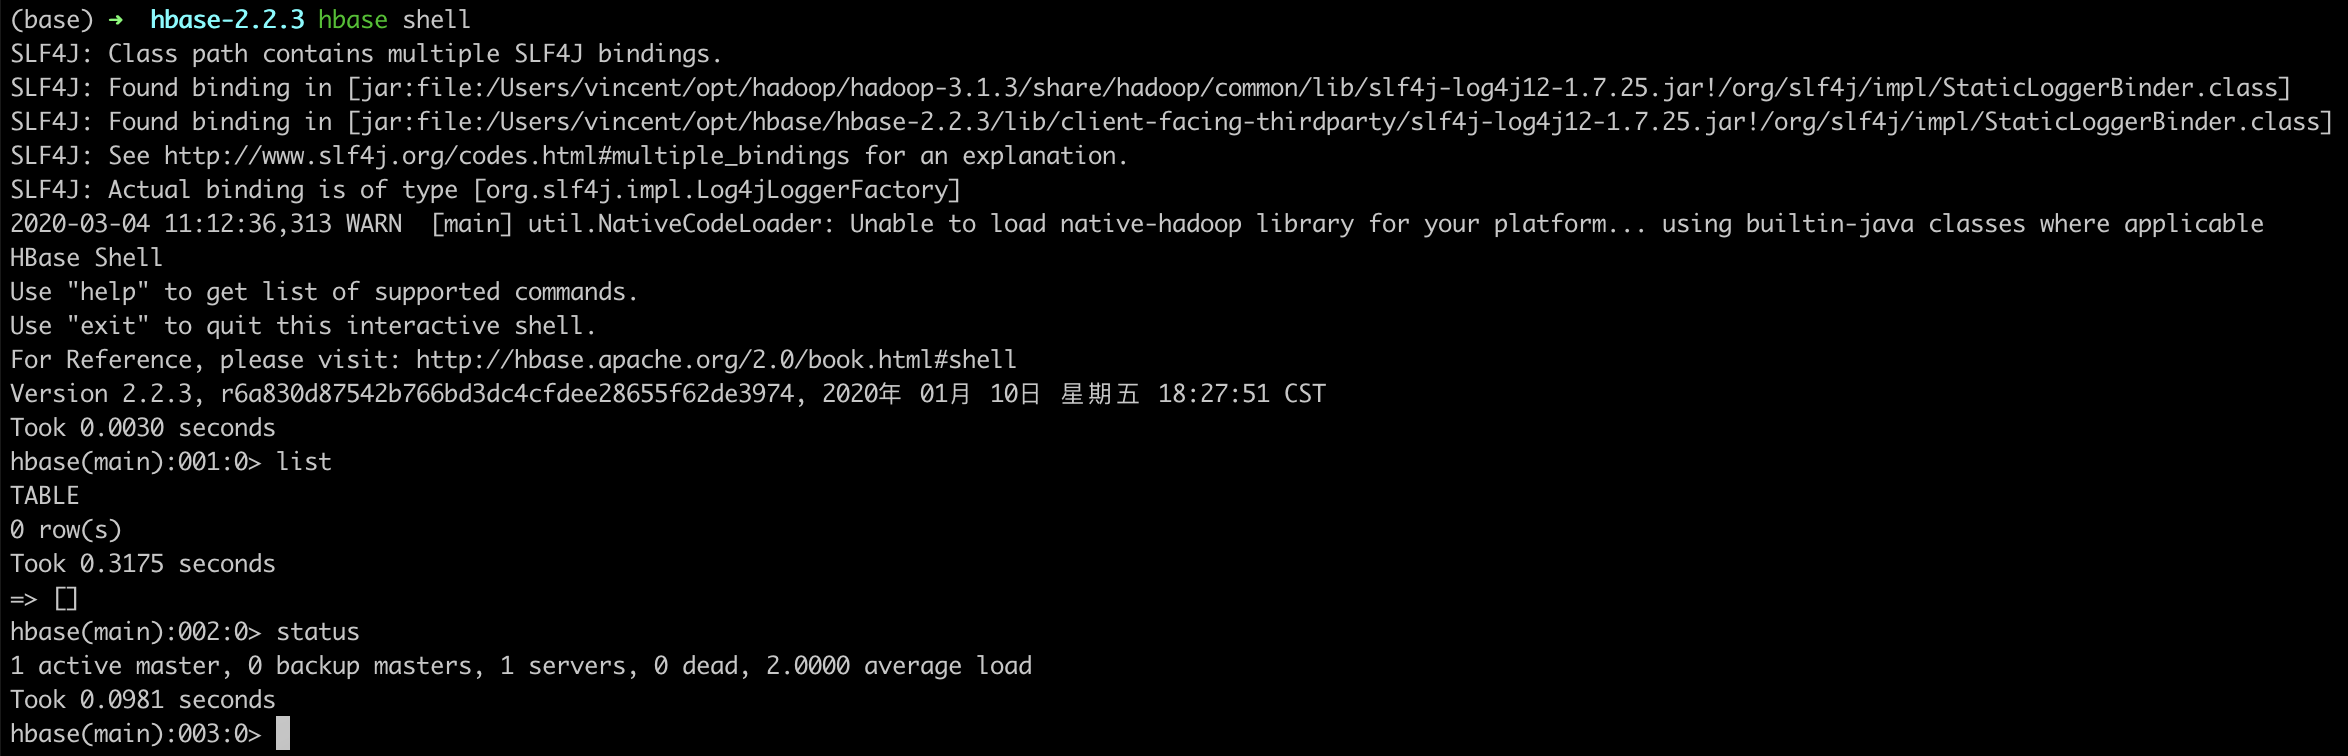 (base) ➜  hbase-2.2.3 hbase shell
SLF4J: Class path contains multiple SLF4J bindings.
SLF4J: Found binding in [jar:file:/Users/vincent/opt/hadoop/hadoop-3.1.3/share/hadoop/common/lib/slf4j-log4j12-1.7.25.jar!/org/slf4j/impl/StaticLoggerBinder.class]
SLF4J: Found binding in [jar:file:/Users/vincent/opt/hbase/hbase-2.2.3/lib/client-facing-thirdparty/slf4j-log4j12-1.7.25.jar!/org/slf4j/impl/StaticLoggerBinder.class]
SLF4J: See http://www.slf4j.org/codes.html#multiple_bindings for an explanation.
SLF4J: Actual binding is of type [org.slf4j.impl.Log4jLoggerFactory]
2020-03-04 11:12:36,313 WARN  [main] util.NativeCodeLoader: Unable to load native-hadoop library for your platform... using builtin-java classes where applicable
HBase Shell
Use "help" to get list of supported commands.
Use "exit" to quit this interactive shell.
For Reference, please visit: http://hbase.apache.org/2.0/book.html#shell
Version 2.2.3, r6a830d87542b766bd3dc4cfdee28655f62de3974, 2020年 01月 10日 星期五 18:27:51 CST
Took 0.0030 seconds
hbase(main):001:0> list
TABLE
0 row(s)
Took 0.3175 seconds
=> []
hbase(main):002:0> status
1 active master, 0 backup masters, 1 servers, 0 dead, 2.0000 average load
Took 0.0981 seconds
hbase(main):003:0>